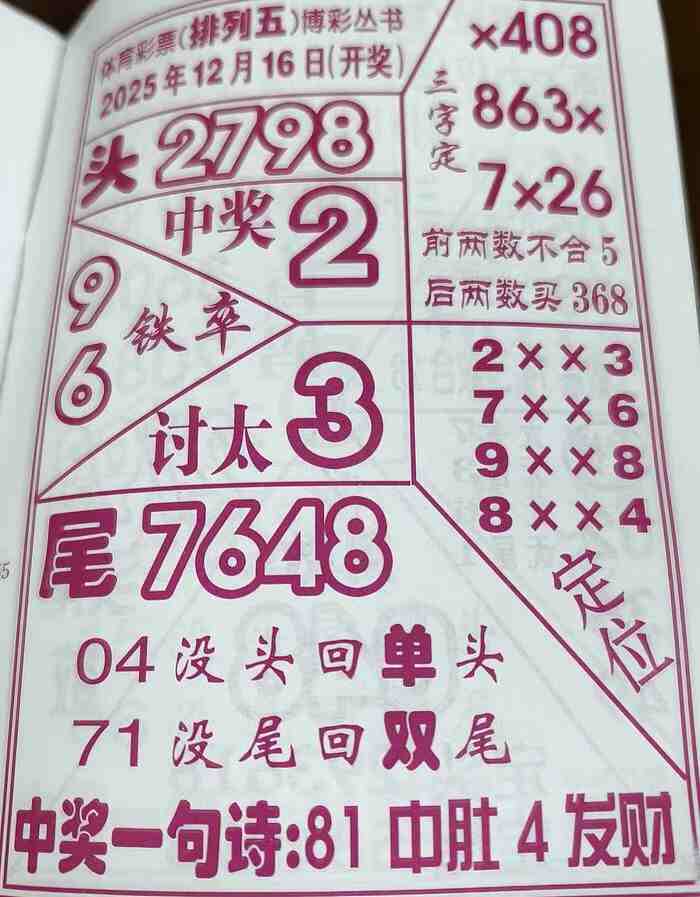 体育彩票(排列五)博彩丛书
2025年12月16日(开奖)
头2798
中奖2
96铁卒
讨太3
三字定
×408
863×
7×26
前两数不合5
后两数买368
2××3
7××6
9××8
8××4
定位
尾7648
04没头回单头
71没尾回双尾
中奖一句诗:81中肚4发财